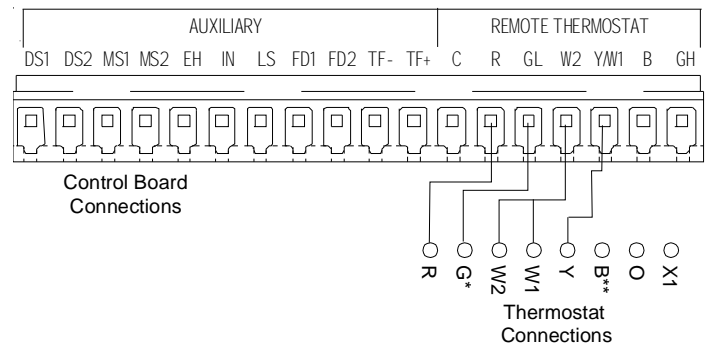 AUXILIARY REMOTE THERMOSTAT
DS1 DS2 MS1 MS2 EH IN LS FD1 FD2 TF- TF+ C R GL W2 Y/W1 B GH
Control Board
Connections
R G* W2 W1 Y B** O X1
Thermostat
Connections